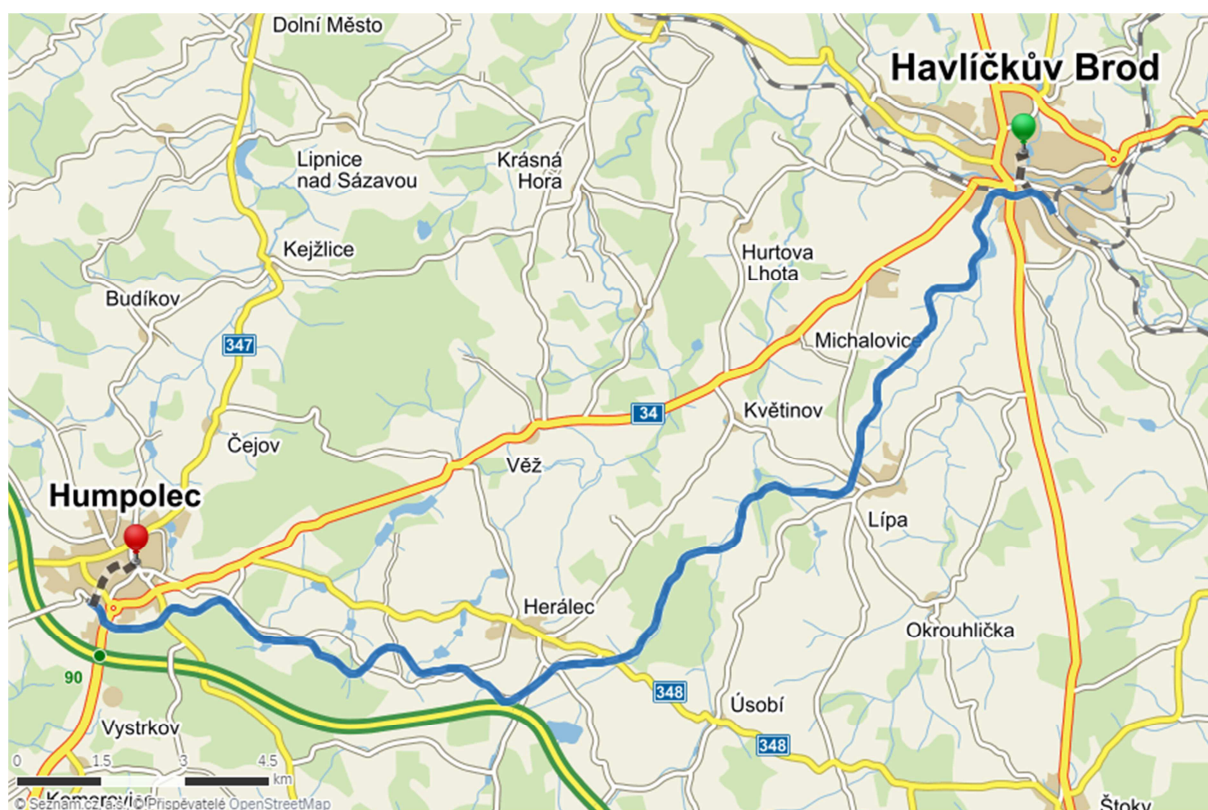 Dolní Město
Havlíčkův Brod
Lipnice
nad Sázavou
Krásná
Hora
Kejžlice
Hurtova
Lhota
Budíkov
347
Michalovice
34
Květinov
Čejov
Věž
Humpolec
Lípa
Herálec
Okrouhlička
90
348
Úsobí
Vystrkov
348
0 1.5 3 4.5
km
Štoky
© Seznam.cz a.s., © Přispěvatelé OpenStreetMap